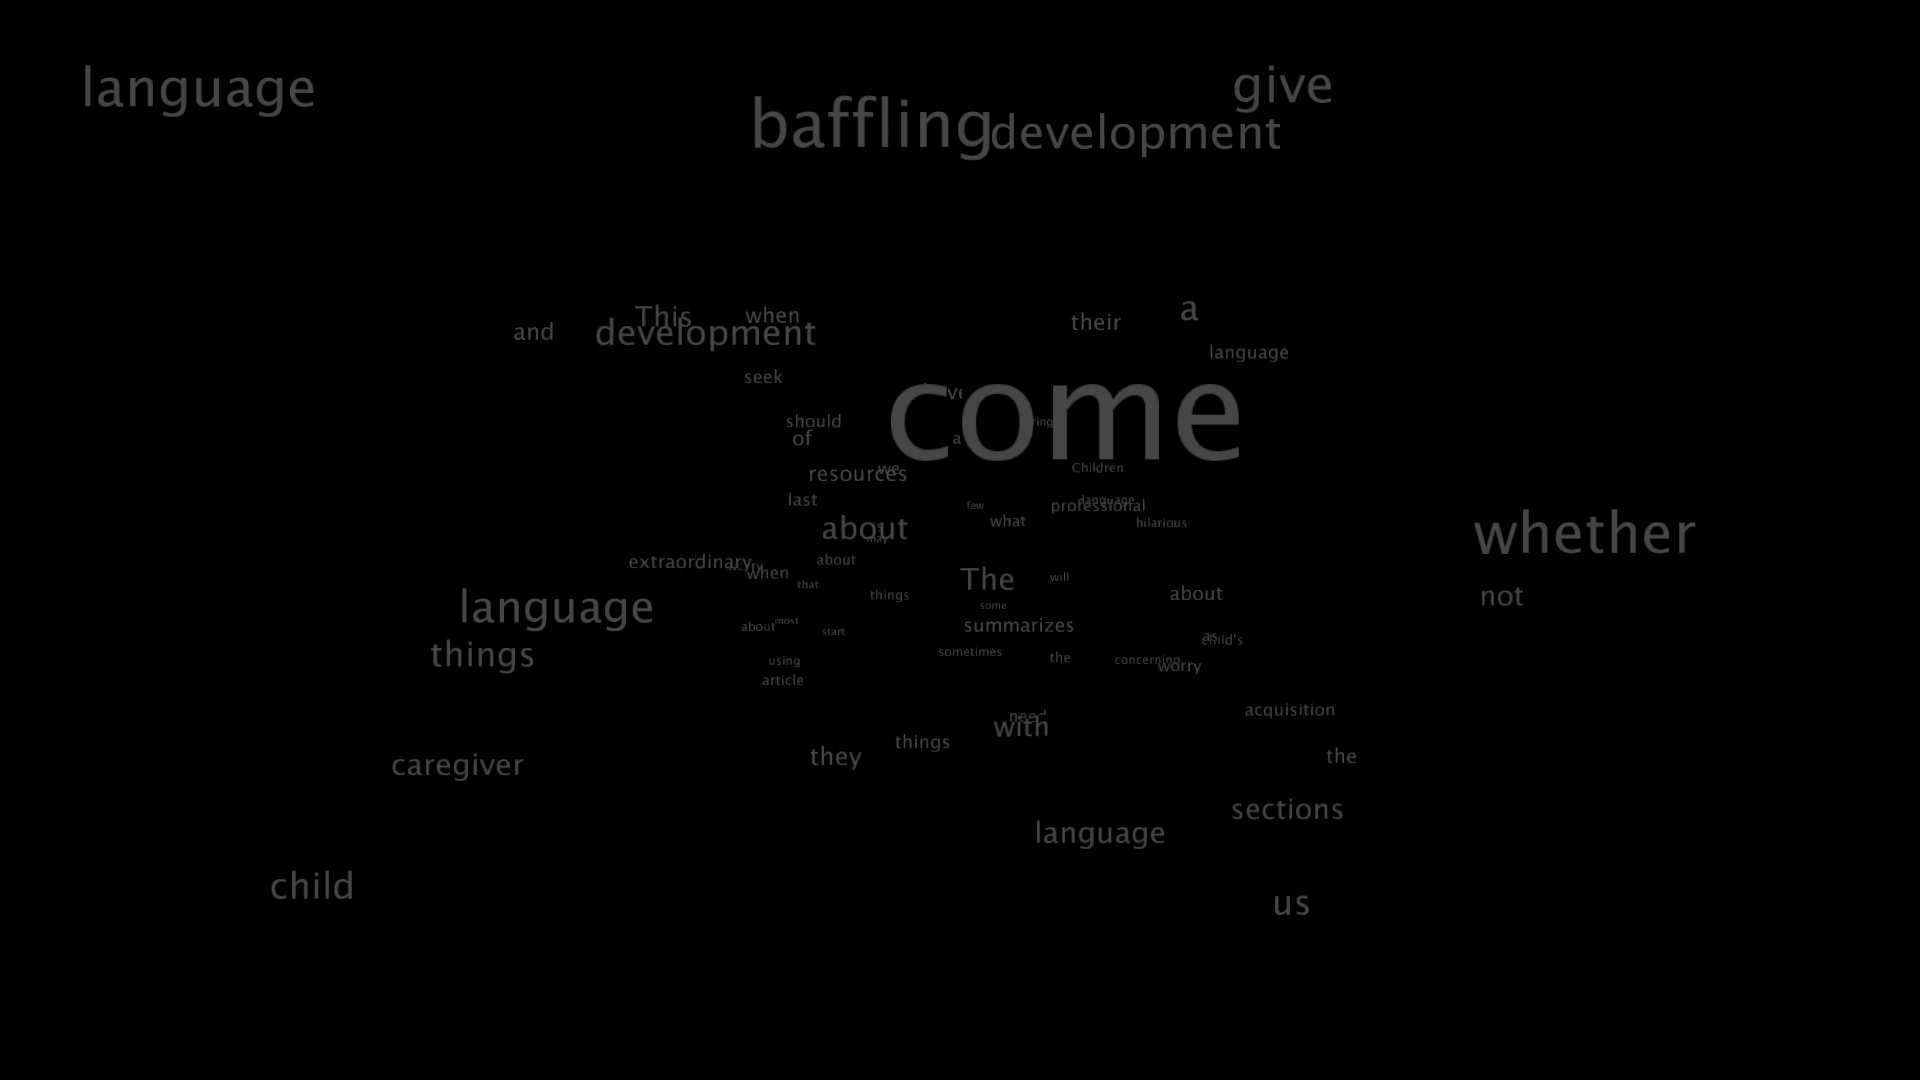 language
give
baffling
development
a
This
when
their
and
development
language
seek
come
should
of
Children
we
resources
last
few
professional
language
what
hilarious
about
is
whether
may
extraordinary
about
when
will
The
that
things
about
not
some
language
most
about
start
summarizes
as
child's
sometimes
things
the
concerning
using
worry
article
acquisition
need
with
things
they
the
caregiver
sections
language
child
us